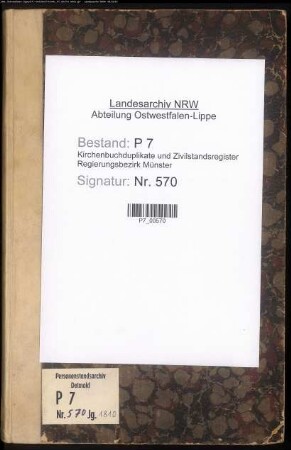 Landesarchiv NRW
Abteilung Ostwestfalen-Lippe
Bestand: P 7
Kirchenbuchduplikate und Zivilstandsregister
Regierungsbezirk Münster
Signatur: Nr. 570
P7_00570
Personenstandsarchiv
Detmold
P 7
Nr. 570 Jg. 1810